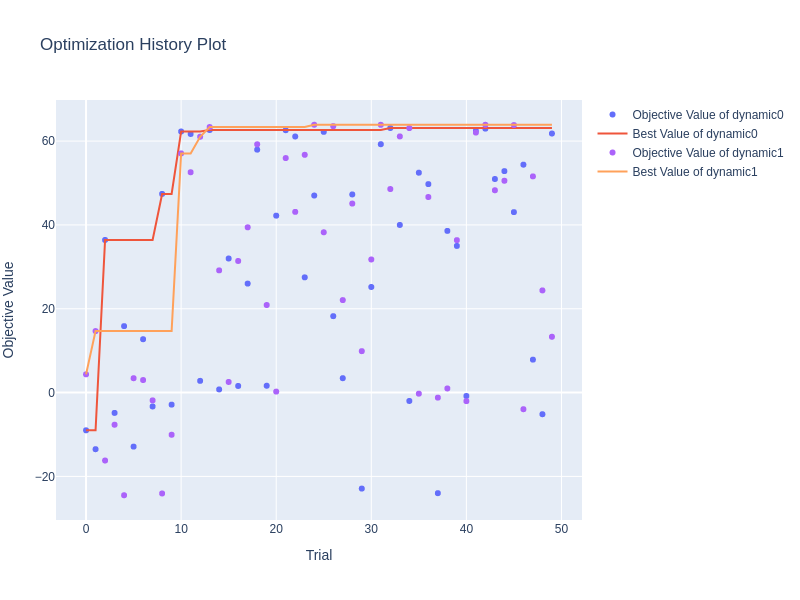 Optimization History Plot
Objective Value of dynamic0
Best Value of dynamic0
Objective Value of dynamic1
Best Value of dynamic1
60
40
20
0
−20
Objective Value
0
10
20
30
40
50
Trial